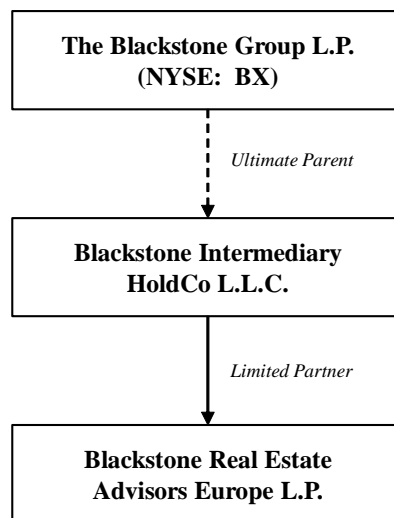 The Blackstone Group L.P.
(NYSE: BX)
Ultimate Parent
Blackstone Intermediary
HoldCo L.L.C.
Limited Partner
Blackstone Real Estate
Advisors Europe L.P.